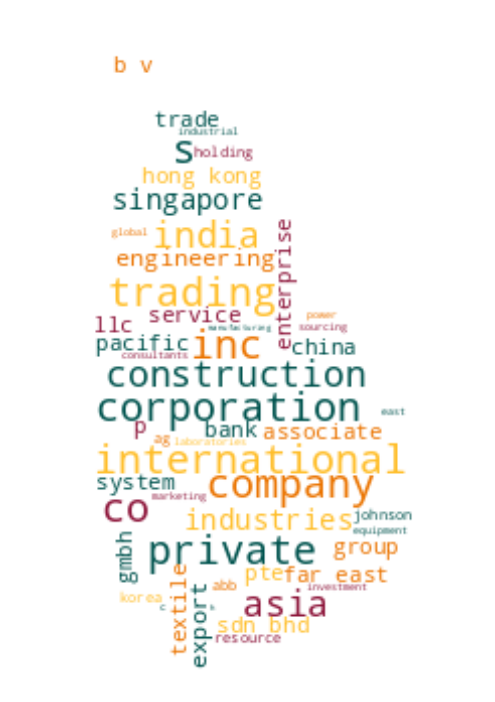 b v
trade
industrial
s holding
hong kong
singapore
global india
engineering
enterprise
trading
service
power
llc manufacturing sourcing
pacific inc china
consultants
construction
corporation east
p bank associate
ag laboratories
international
system company
marketing
co industries johnson
equipment
gmbh private group
pte far east
textile abb investment
export
korea asia
c
sdn bhd
resource